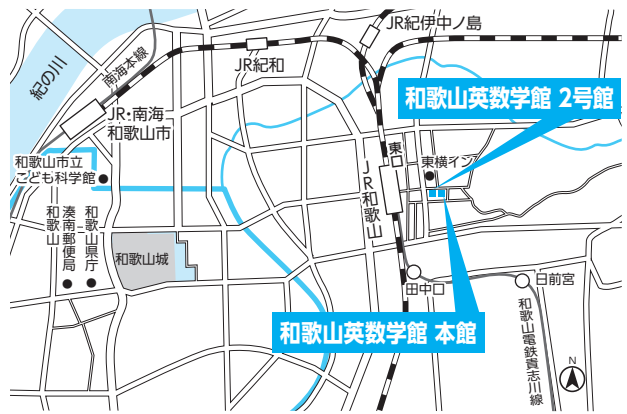 JR紀伊中ノ島
南海本線
JR紀和
紀の川
和歌山英数学館 2号館
JR・南海
和歌山市
東口
東横イン
和歌山市立
こども科学館
JR和歌山
和歌山
湊南郵便局
和歌山県庁
和歌山城
田中口
日前宮
和歌山英数学館 本館
和歌山電鉄貴志川線
N